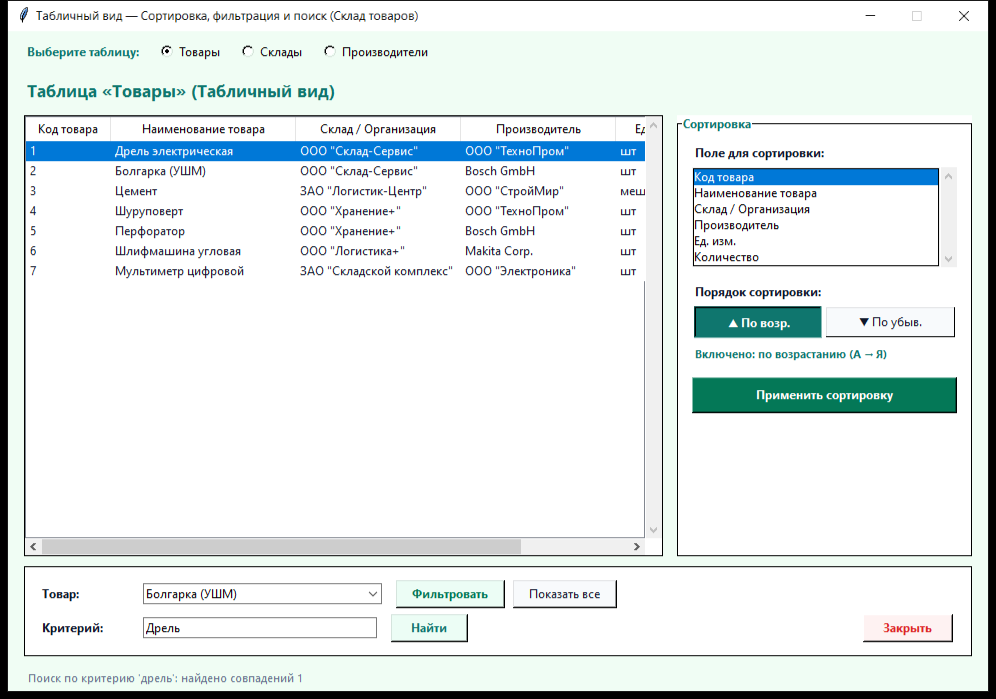 Табличный вид — Сортировка, фильтрация и поиск (Склад товаров)
Выберите таблицу: Товары Склады Производители
Таблица «Товары» (Табличный вид)
Код товара Наименование товара Склад / Организация Производитель Ед
1 Дрель электрическая ООО "Склад-Сервис" ООО "ТехноПром" шт
2 Болгарка (УШМ) ООО "Склад-Сервис" Bosch GmbH шт
3 Цемент ЗАО "Логистик-Центр" ООО "СтройМир" меш
4 Шуруповерт ООО "Хранение+" ООО "ТехноПром" шт
5 Перфоратор ООО "Хранение+" Bosch GmbH шт
6 Шлифмашина угловая ООО "Логистика+" Makita Corp. шт
7 Мультиметр цифровой ЗАО "Складской комплекс" ООО "Электроника" шт
Сортировка
Поле для сортировки:
Код товара
Наименование товара
Склад / Организация
Производитель
Ед. изм.
Количество
Порядок сортировки:
▲ По возр. ▼ По убыв.
Включено: по возрастанию (А → Я)
Применить сортировку
Товар: Болгарка (УШМ) Фильтровать Показать все
Критерий: Дрель Найти Закрыть
Поиск по критерию 'дрель': найдено совпадений 1